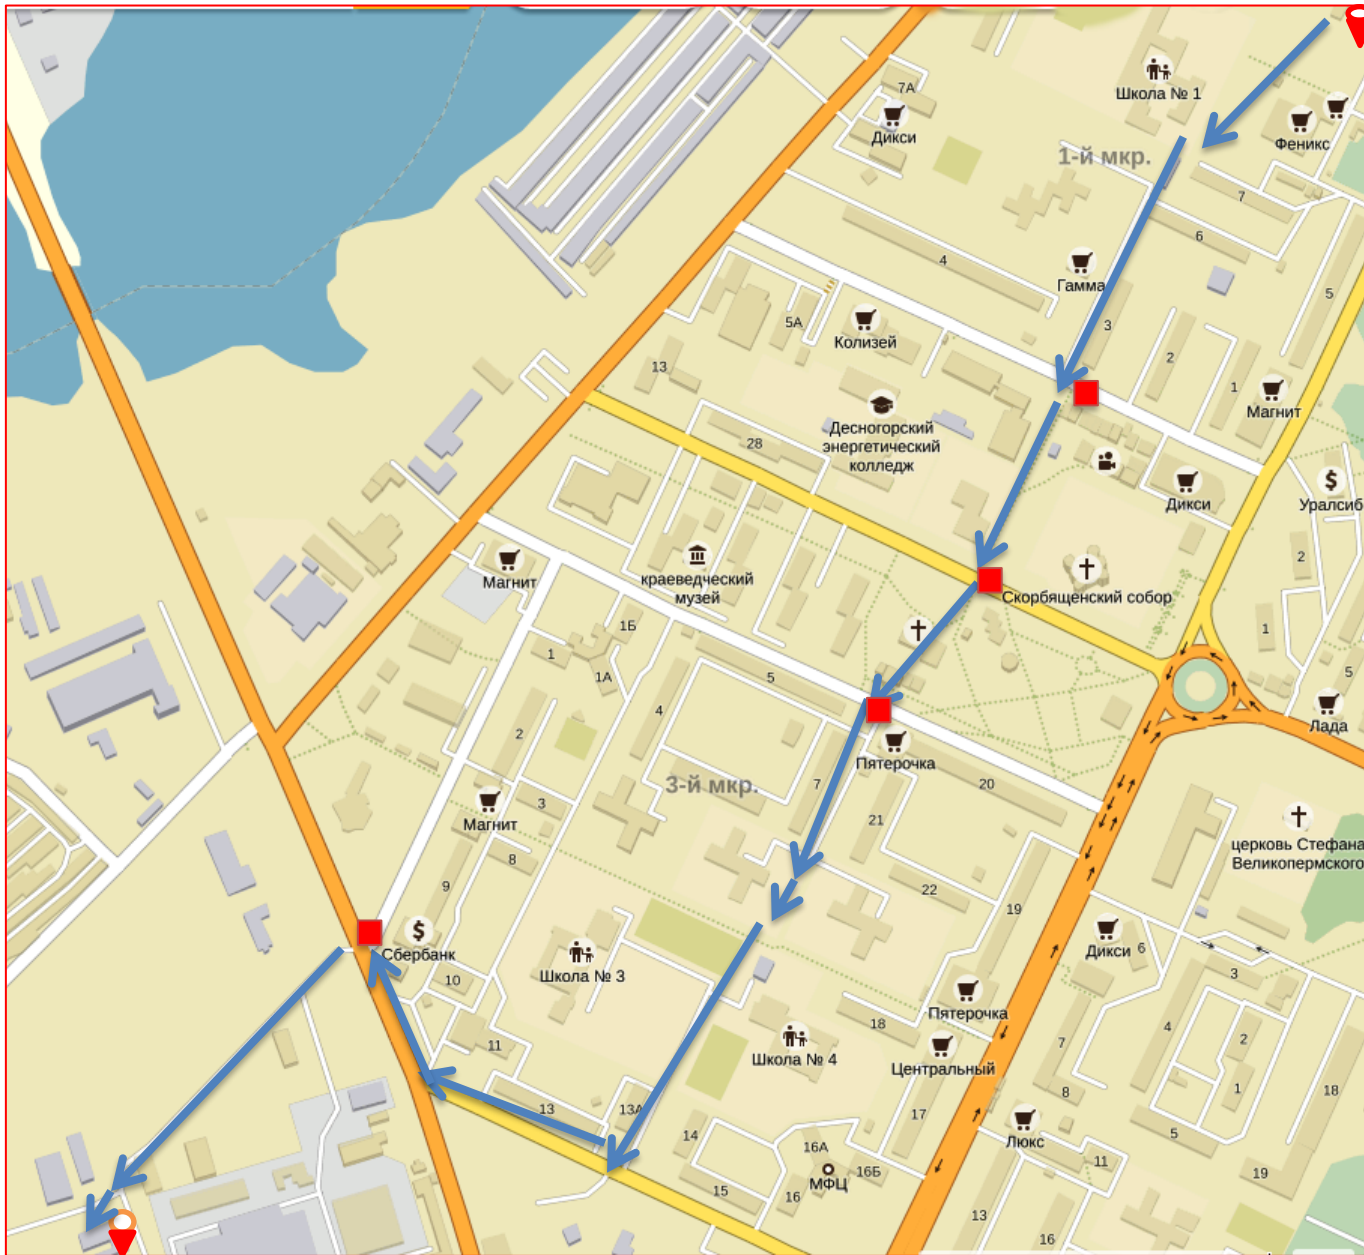 Школа № 1
7А
Дикси
Феникс
1-й мкр.
7
6
4
Гамма
5
5А
3
Колизей
13
2
1
Магнит
Десногорский
энергетический
колледж
28
Дикси
Уралсиб
2
Магнит
краеведческий
музей
Скорбященский собор
1Б
1
1
1А
5
5
4
2
Лада
Пятерочка
3-й мкр.
7
20
3
Магнит
21
церковь Стефана
Великопермского
8
9
22
19
Сбербанк
Дикси
6
Школа № 3
10
3
Пятерочка
18
4
2
11
Школа № 4
Центральный
7
1
18
8
13
13А
17
14
16А
Люкс
5
11
МФЦ
16Б
19
15
16
13
16